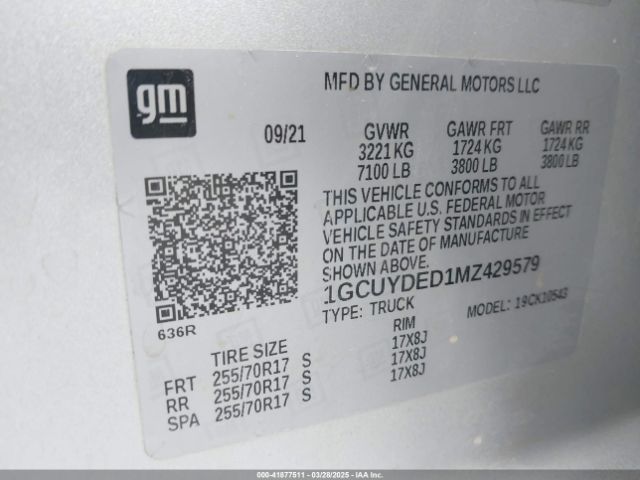 gm
MFD BY GENERAL MOTORS LLC
09/21
GVWR GAWR FRT GAWR RR
3221 KG 1724 KG 1724 KG
7100 LB 3800 LB 3800 LB
THIS VEHICLE CONFORMS TO ALL
APPLICABLE U.S. FEDERAL MOTOR
VEHICLE SAFETY STANDARDS IN EFFECT
ON THE DATE OF MANUFACTURE
SHOWN ABOVE.
1GCUYDED1MZ429579
TYPE: TRUCK MODEL: 19CK10543
636R
TIRE SIZE RIM
FRT 255/70R17 S 17X8J
RR 255/70R17 S 17X8J
SPA 255/70R17 S 17X8J
000-41877511 - 03/28/2025 - IAA,Corp